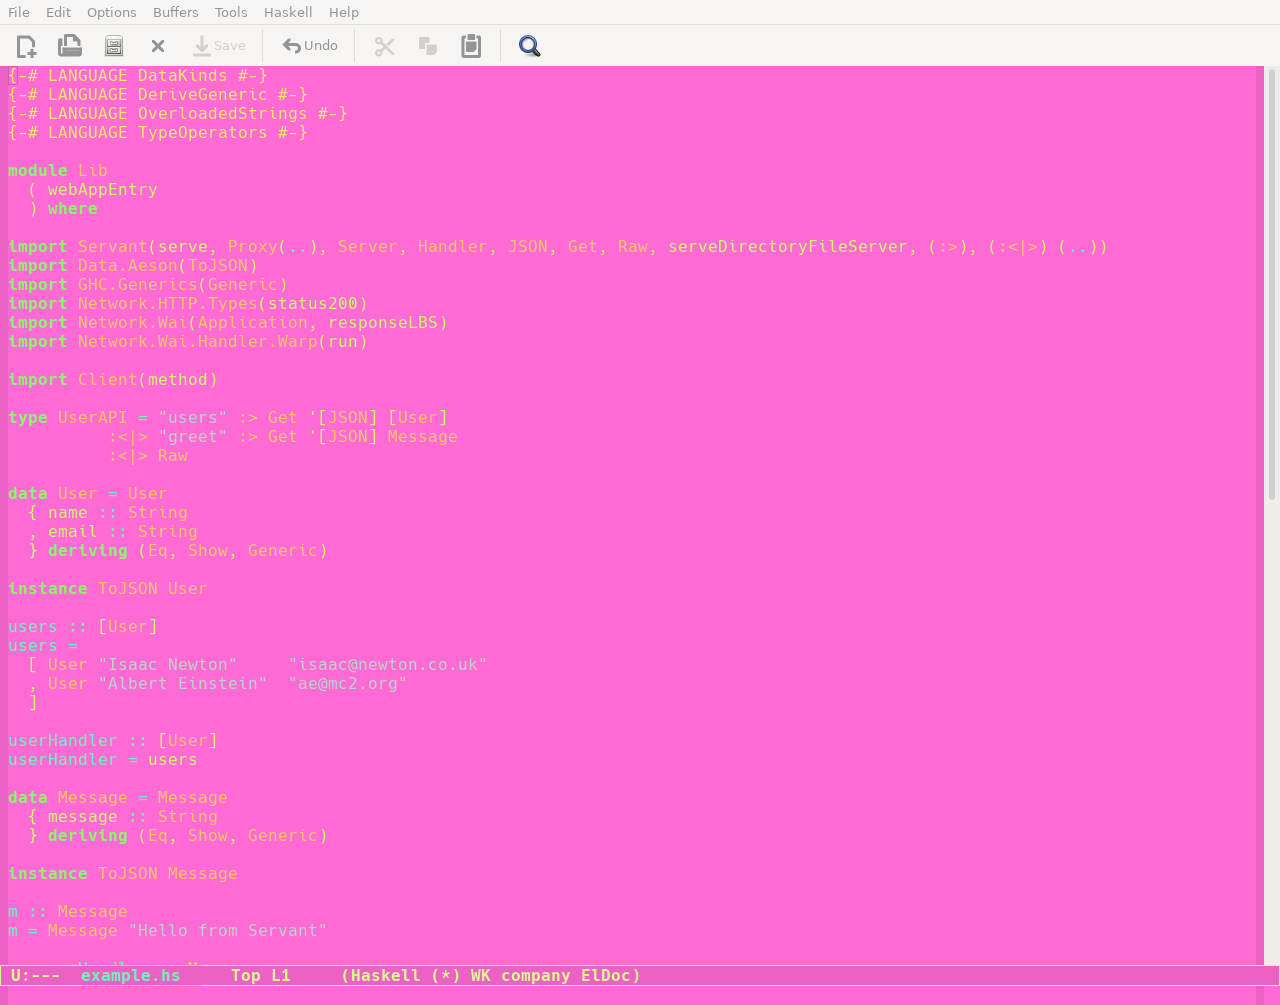 File Edit Options Buffers Tools Haskell Help
Save Undo
{-# LANGUAGE DataKinds #-}
{-# LANGUAGE DeriveGeneric #-}
{-# LANGUAGE OverloadedStrings #-}
{-# LANGUAGE TypeOperators #-}

module Lib
  ( webAppEntry
  ) where

import Servant(serve, Proxy(..), Server, Handler, JSON, Get, Raw, serveDirectoryFileServer, (:>), (:<|>) (..))
import Data.Aeson(ToJSON)
import GHC.Generics(Generic)
import Network.HTTP.Types(status200)
import Network.Wai(Application, responseLBS)
import Network.Wai.Handler.Warp(run)

import Client(method)

type UserAPI = "users" :> Get '[JSON] [User]
          :<|> "greet" :> Get '[JSON] Message
          :<|> Raw

data User = User
  { name :: String
  , email :: String
  } deriving (Eq, Show, Generic)

instance ToJSON User

users :: [User]
users =
  [ User "Isaac Newton"     "isaac@newton.co.uk"
  , User "Albert Einstein"  "ae@mc2.org"
  ]

userHandler :: [User]
userHandler = users

data Message = Message
  { message :: String
  } deriving (Eq, Show, Generic)

instance ToJSON Message

m :: Message
m = Message "Hello from Servant"

U:---  example.hs     Top L1     (Haskell (*) WK company ElDoc)